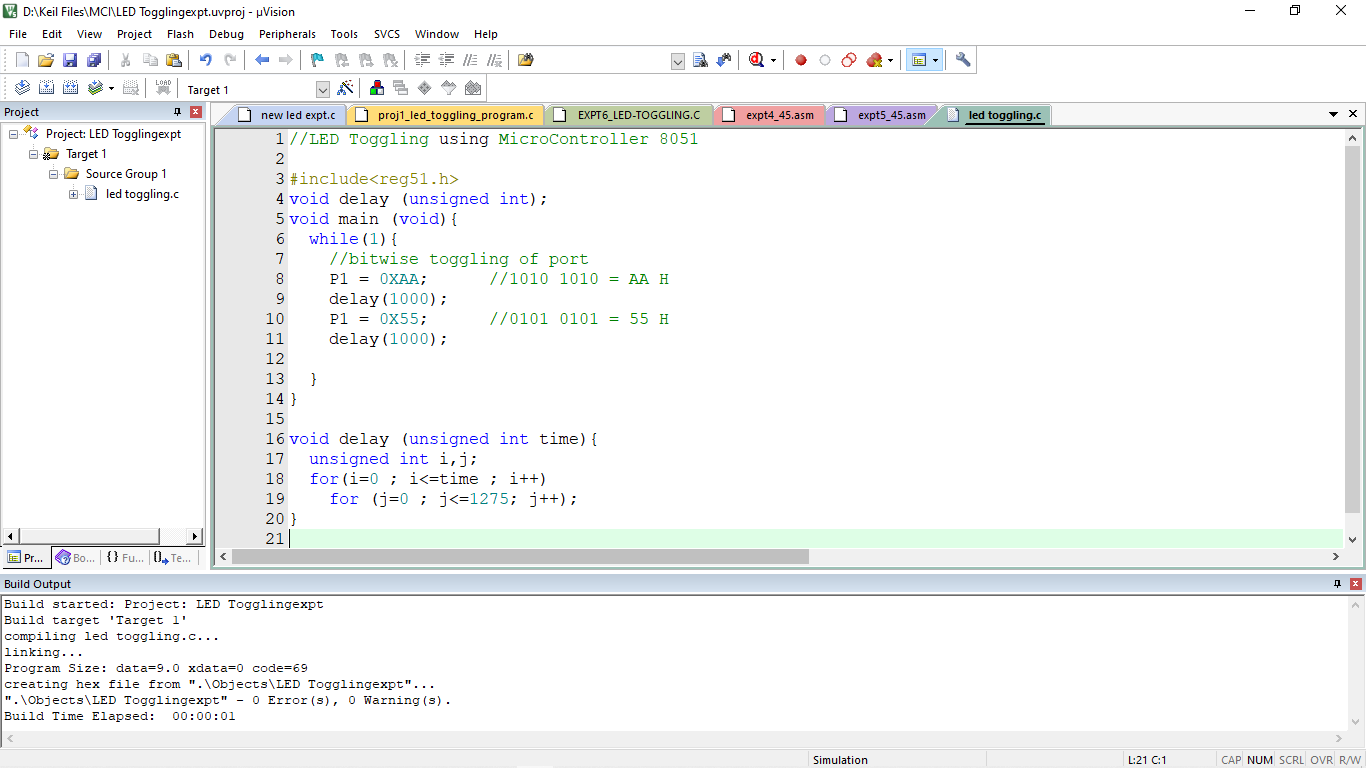 D:\Keil Files\MCI\LED Togglingexpt.uvproj - µVision
File Edit View Project Flash Debug Peripherals Tools SVCS Window Help
LOAD Target 1
Project
Project: LED Togglingexpt
Target 1
Source Group 1
led toggling.c
Pr... Bo... {} Fu... Te...
new led expt.c proj1_led_toggling_program.c EXPT6_LED-TOGGLING.C expt4_45.asm expt5_45.asm led toggling.c
1 //LED Toggling using MicroController 8051
2
3 #include<reg51.h>
4 void delay (unsigned int);
5 void main (void){
6 while(1){
7 //bitwise toggling of port
8 P1 = 0XAA; //1010 1010 = AA H
9 delay(1000);
10 P1 = 0X55; //0101 0101 = 55 H
11 delay(1000);
12
13 }
14 }
15
16 void delay (unsigned int time){
17 unsigned int i,j;
18 for(i=0 ; i<=time ; i++)
19 for (j=0 ; j<=1275; j++);
20 }
21
Build Output
Build started: Project: LED Togglingexpt
Build target 'Target 1'
compiling led toggling.c...
linking...
Program Size: data=9.0 xdata=0 code=69
creating hex file from ".\Objects\LED Togglingexpt"...
".\Objects\LED Togglingexpt" - 0 Error(s), 0 Warning(s).
Build Time Elapsed:  00:00:01
Simulation L:21 C:1 CAP NUM SCRL OVR R/W